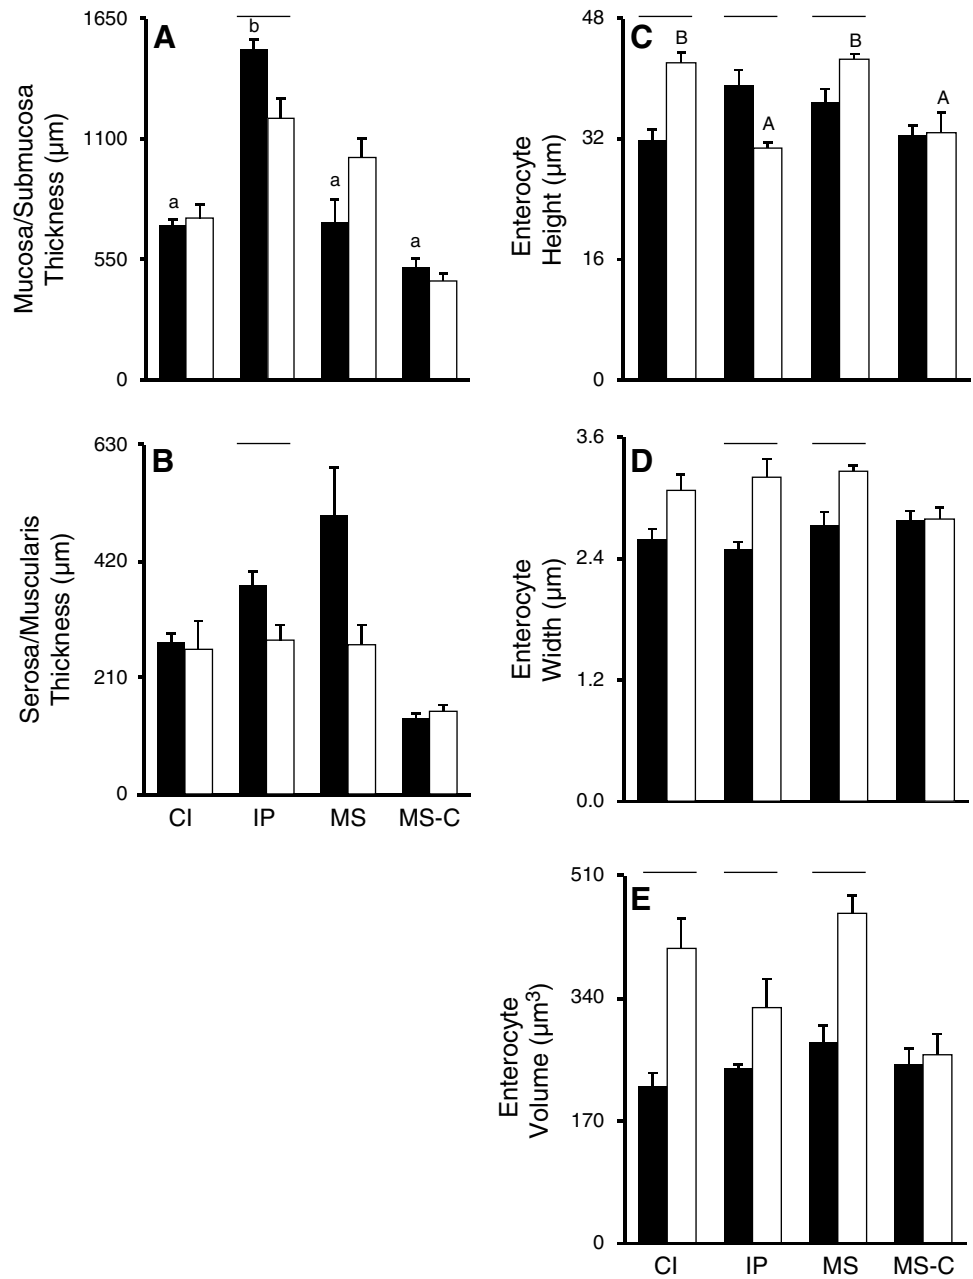 A
Mucosa/Submucosa
Thickness (µm)
1650
1100
550
0
a
b
a
a
B
Serosa/Muscularis
Thickness (µm)
630
420
210
0
CI
IP
MS
MS-C
C
Enterocyte
Height (µm)
48
32
16
0
B
A
B
A
D
Enterocyte
Width (µm)
3.6
2.4
1.2
0.0
E
Enterocyte
Volume (µm³)
510
340
170
0
CI
IP
MS
MS-C